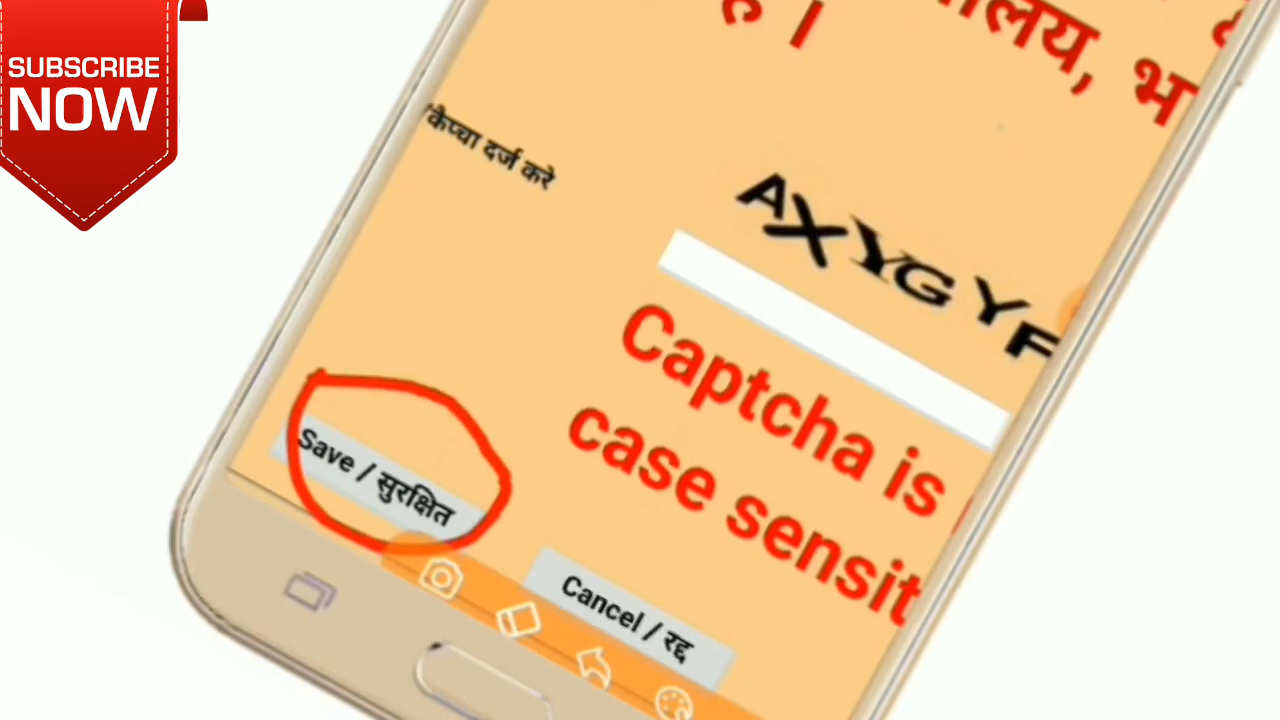 SUBSCRIBE
NOW
है।
भ
कैप्चा दर्ज करे
AXYGYF
Captcha is
case sensit
Save / सुरक्षित
Cancel / रद्द